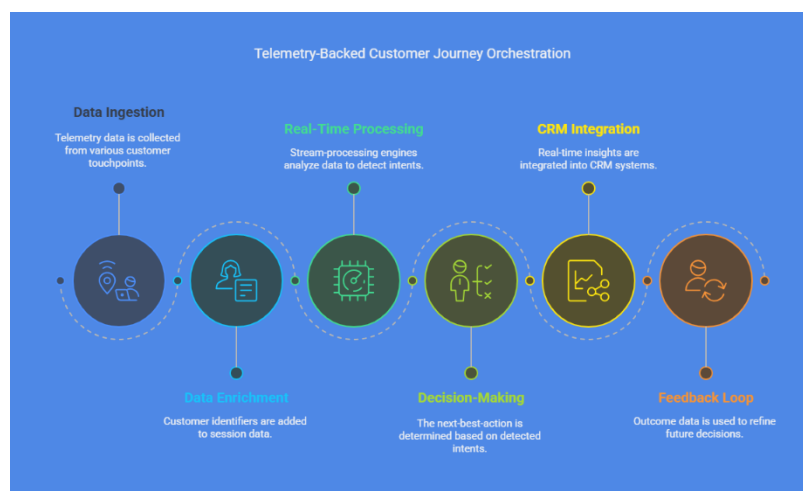 Telemetry-Backed Customer Journey Orchestration
Data Ingestion
Telemetry data is collected
from various customer
touchpoints.
Real-Time Processing
Stream-processing engines
analyze data to detect intents.
CRM Integration
Real-time insights are
integrated into CRM systems.
Data Enrichment
Customer identifiers are added
to session data.
Decision-Making
The next-best-action is
determined based on detected
intents.
Feedback Loop
Outcome data is used to refine
future decisions.